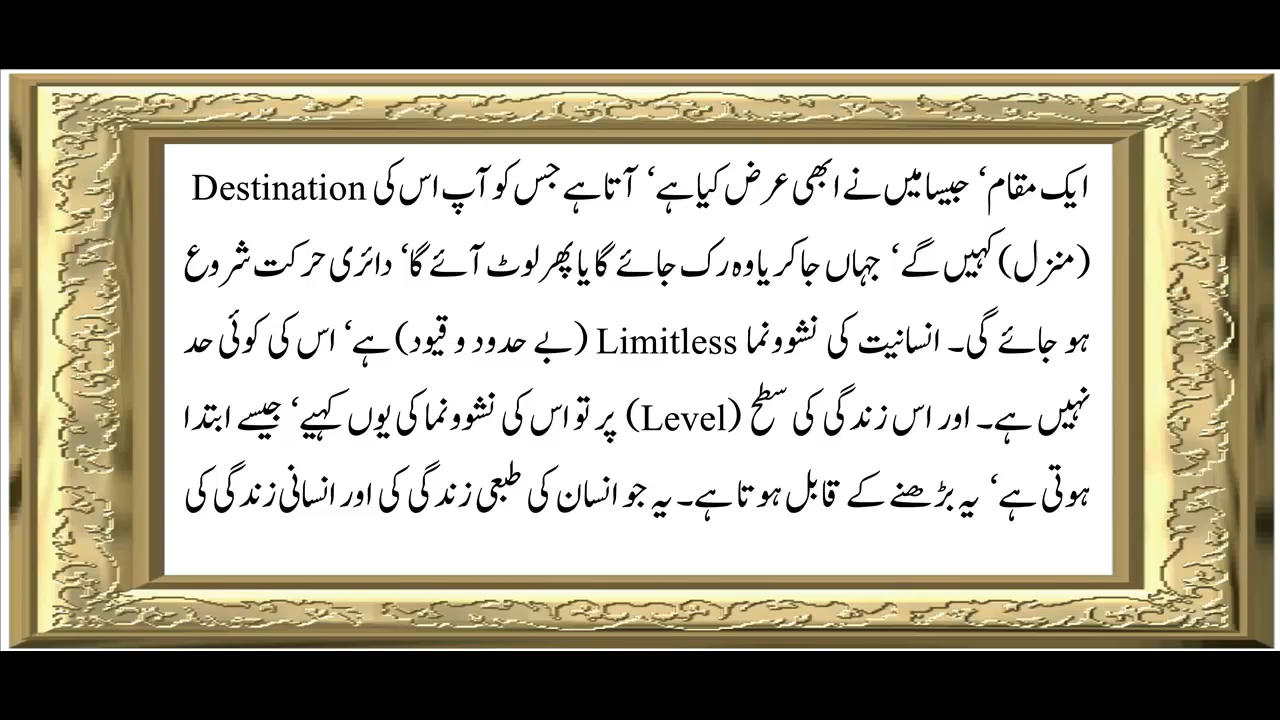 ایک مقام‘ جیسا میں نے ابھی عرض کیا ہے‘ آتا ہے جس کو آپ اس کی Destination
(منزل) کہیں گے‘ جہاں جا کر یا وہ رک جائے گا یا پھر لوٹ آئے گا‘ دائری حرکت شروع
ہو جائے گی۔ انسانیت کی نشوونما Limitless (بے حدود و قیود) ہے‘ اس کی کوئی حد
نہیں ہے۔ اور اس زندگی کی سطح (Level) پر تو اس کی نشوونما کی یوں کہیے‘ جیسے ابتدا
ہوتی ہے‘ یہ بڑھنے کے قابل ہوتا ہے۔ یہ جو انسان کی طبعی زندگی کی اور انسانی زندگی کی